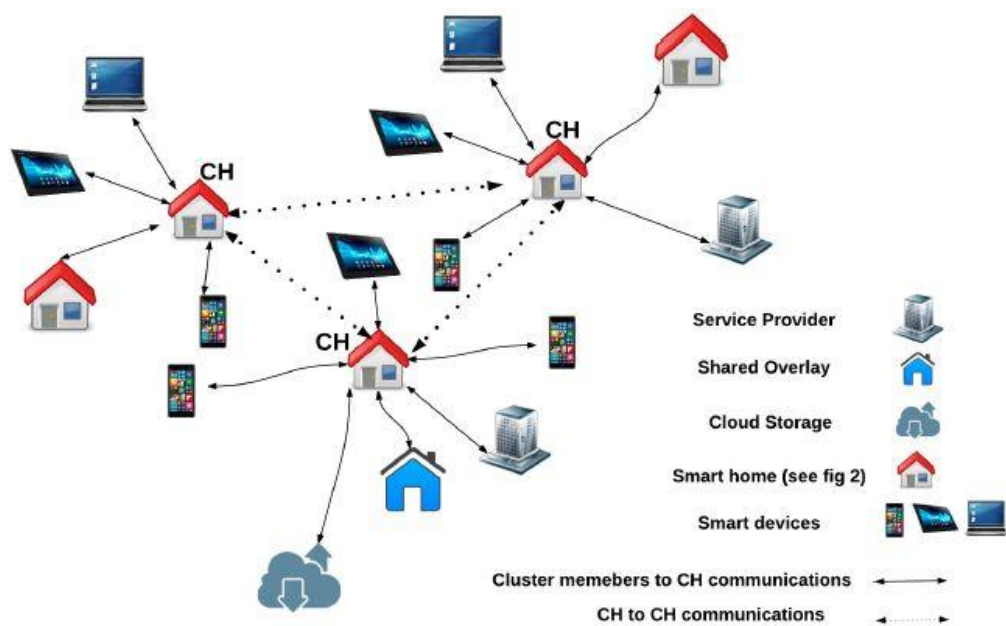 CH
CH
CH
Service Provider
Shared Overlay
Cloud Storage
Smart home (see fig 2)
Smart devices
Cluster memebers to CH communications
CH to CH communications